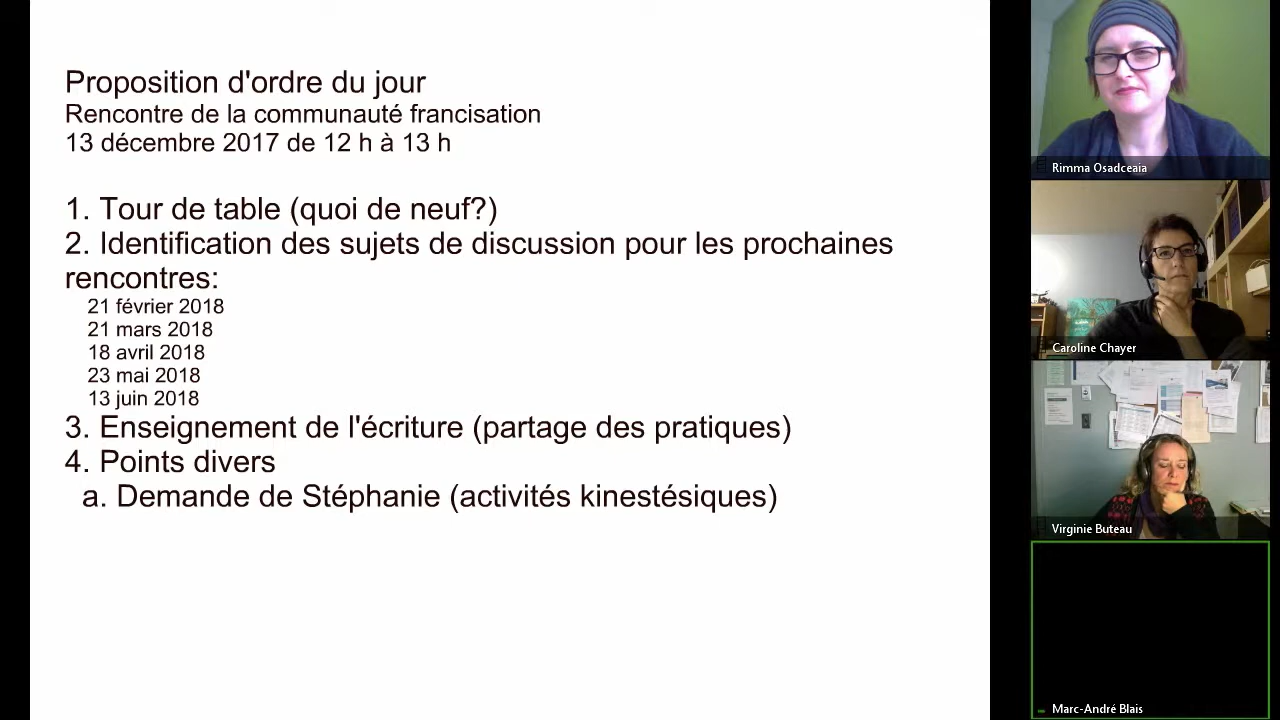 Proposition d'ordre du jour
Rencontre de la communauté francisation
13 décembre 2017 de 12 h à 13 h
1. Tour de table (quoi de neuf?)
2. Identification des sujets de discussion pour les prochaines
rencontres:
21 février 2018
21 mars 2018
18 avril 2018
23 mai 2018
13 juin 2018
3. Enseignement de l'écriture (partage des pratiques)
4. Points divers
a. Demande de Stéphanie (activités kinestésiques)
Rimma Osadceaia
Caroline Chayer
Virginie Buteau
Marc-André Blais